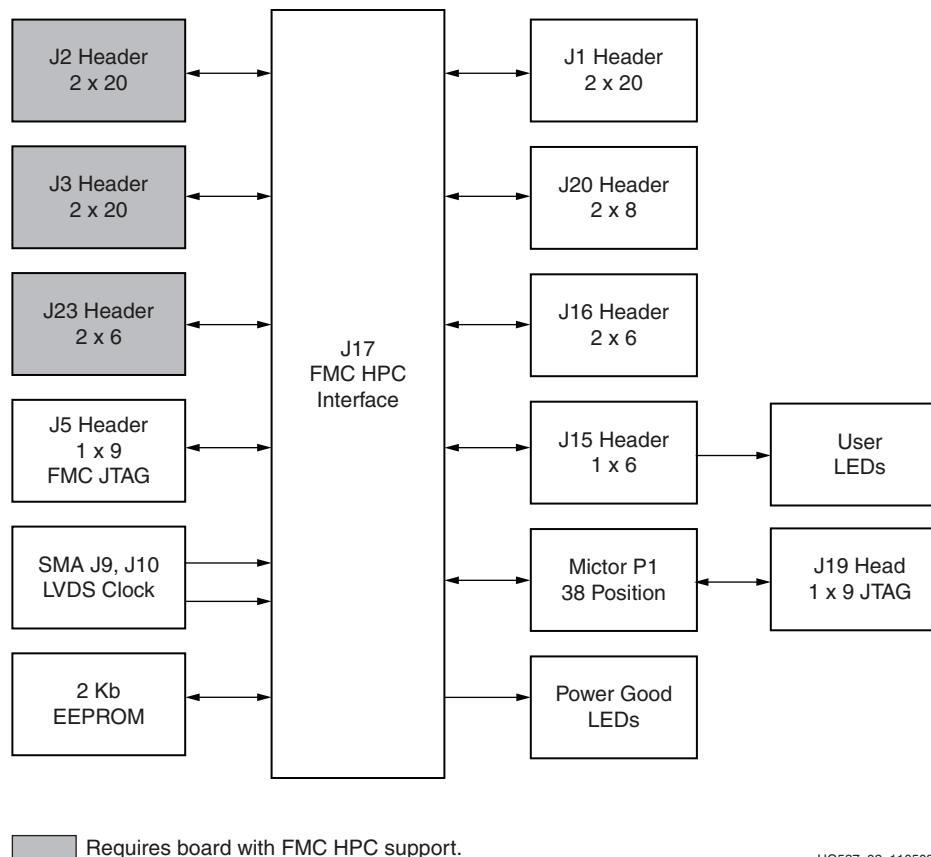 J2 Header
2 x 20
J3 Header
2 x 20
J23 Header
2 x 6
J5 Header
1 x 9
FMC JTAG
SMA J9, J10
LVDS Clock
2 Kb
EEPROM
J17
FMC HPC
Interface
J1 Header
2 x 20
J20 Header
2 x 8
J16 Header
2 x 6
J15 Header
1 x 6
User
LEDs
Mictor P1
38 Position
J19 Head
1 x 9 JTAG
Power Good
LEDs
Requires board with FMC HPC support.